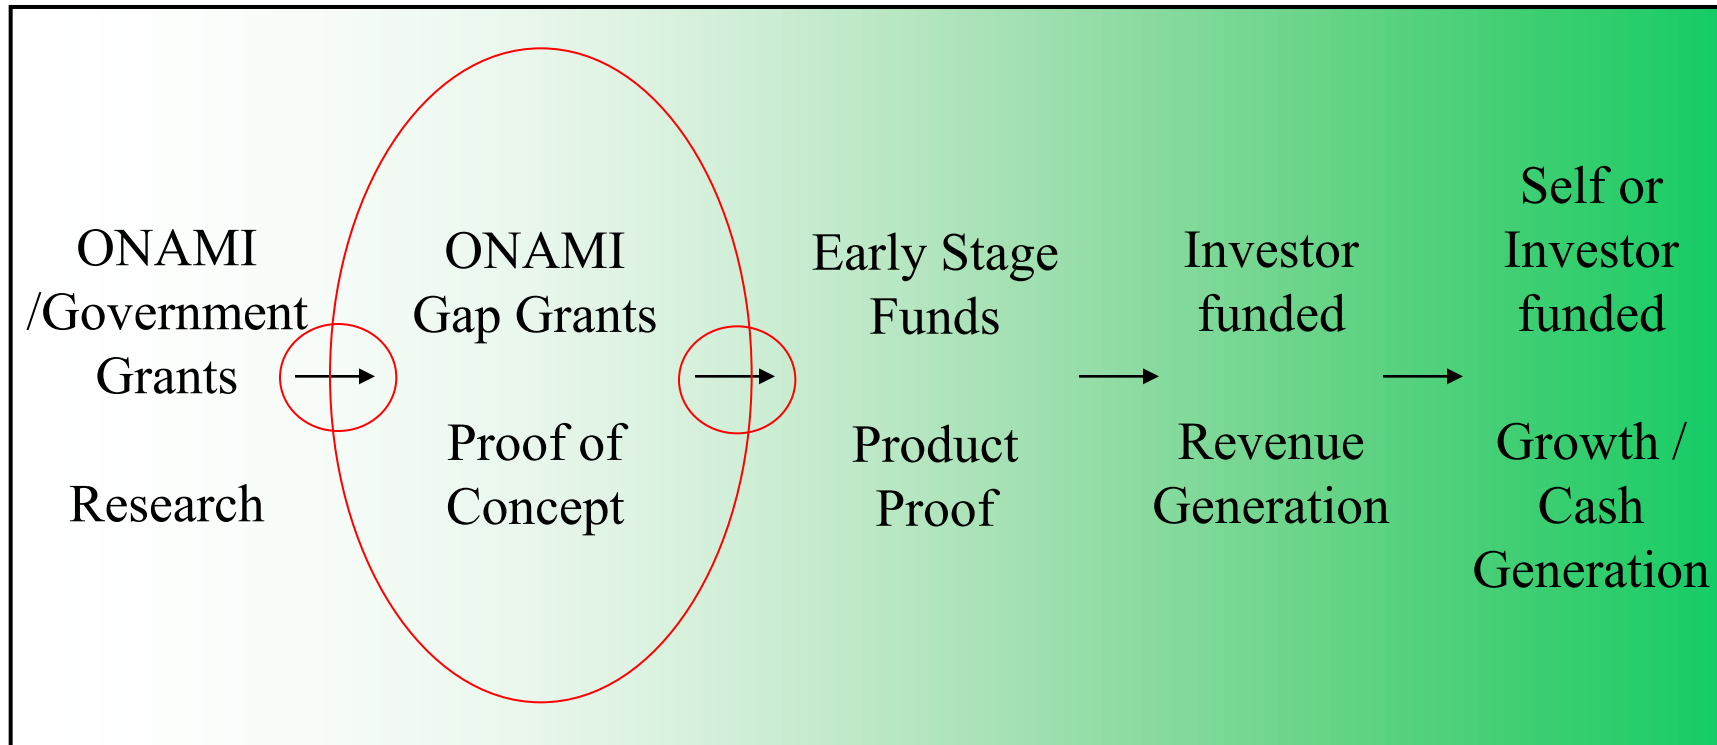 ONAMI
/Government
Grants
Research
ONAMI
Gap Grants
Proof of
Concept
Early Stage
Funds
Product
Proof
Investor
funded
Revenue
Generation
Self or
Investor
funded
Growth /
Cash
Generation